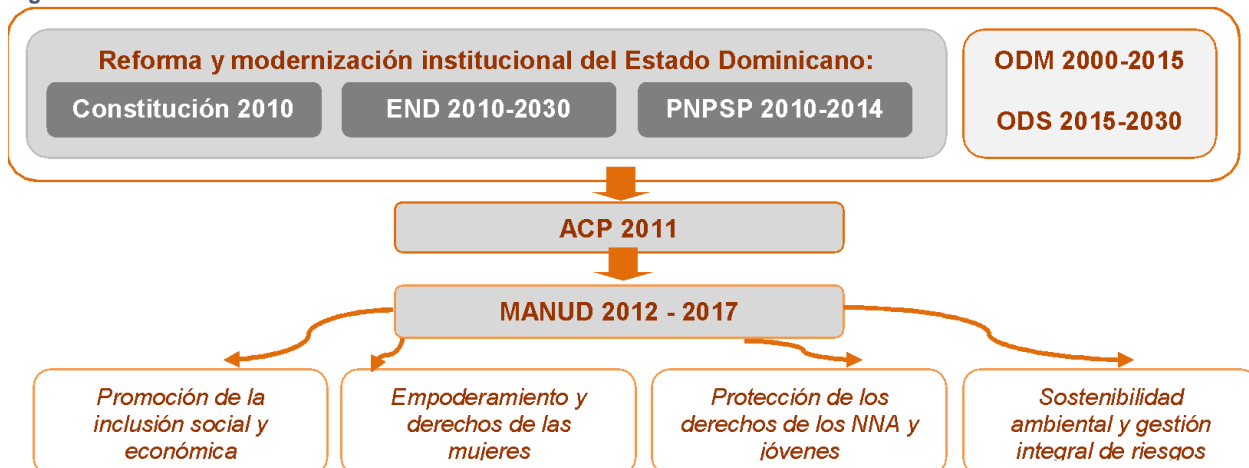 Reforma y modernización institucional del Estado Dominicano:
Constitución 2010
END 2010-2030
PNPSP 2010-2014
ODM 2000-2015
ODS 2015-2030
ACP 2011
MANUD 2012 - 2017
Promoción de la
inclusión social y
económica
Empoderamiento y
derechos de las
mujeres
Protección de los
derechos de los NNA y
jóvenes
Sostenibilidad
ambiental y gestión
integral de riesgos